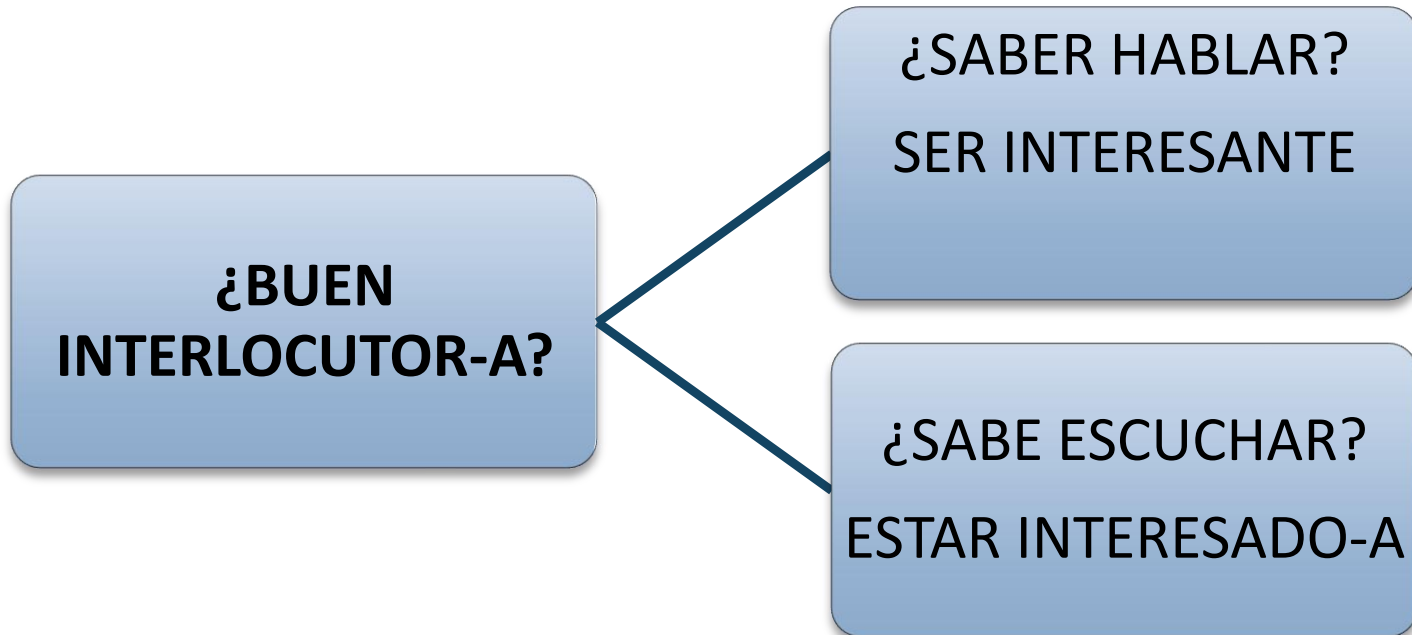 ¿BUEN
INTERLOCUTOR-A?
¿SABER HABLAR?
SER INTERESANTE
¿SABE ESCUCHAR?
ESTAR INTERESADO-A